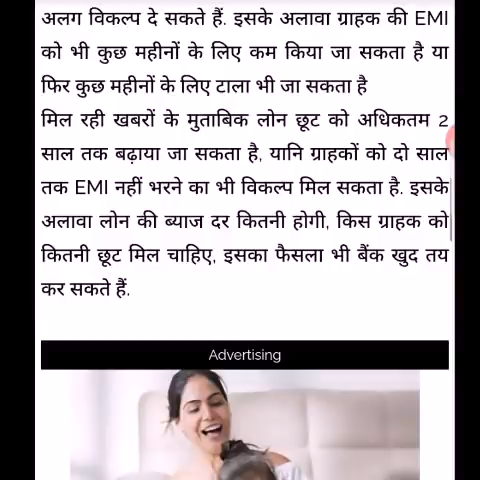 अलग विकल्प दे सकते हैं. इसके अलावा ग्राहक की EMI
को भी कुछ महीनों के लिए कम किया जा सकता है या
फिर कुछ महीनों के लिए टाला भी जा सकता है
मिल रही खबरों के मुताबिक लोन छूट को अधिकतम 2
साल तक बढ़ाया जा सकता है, यानि ग्राहकों को दो साल
तक EMI नहीं भरने का भी विकल्प मिल सकता है. इसके
अलावा लोन की ब्याज दर कितनी होगी, किस ग्राहक को
कितनी छूट मिल चाहिए, इसका फैसला भी बैंक खुद तय
कर सकते हैं.
Advertising